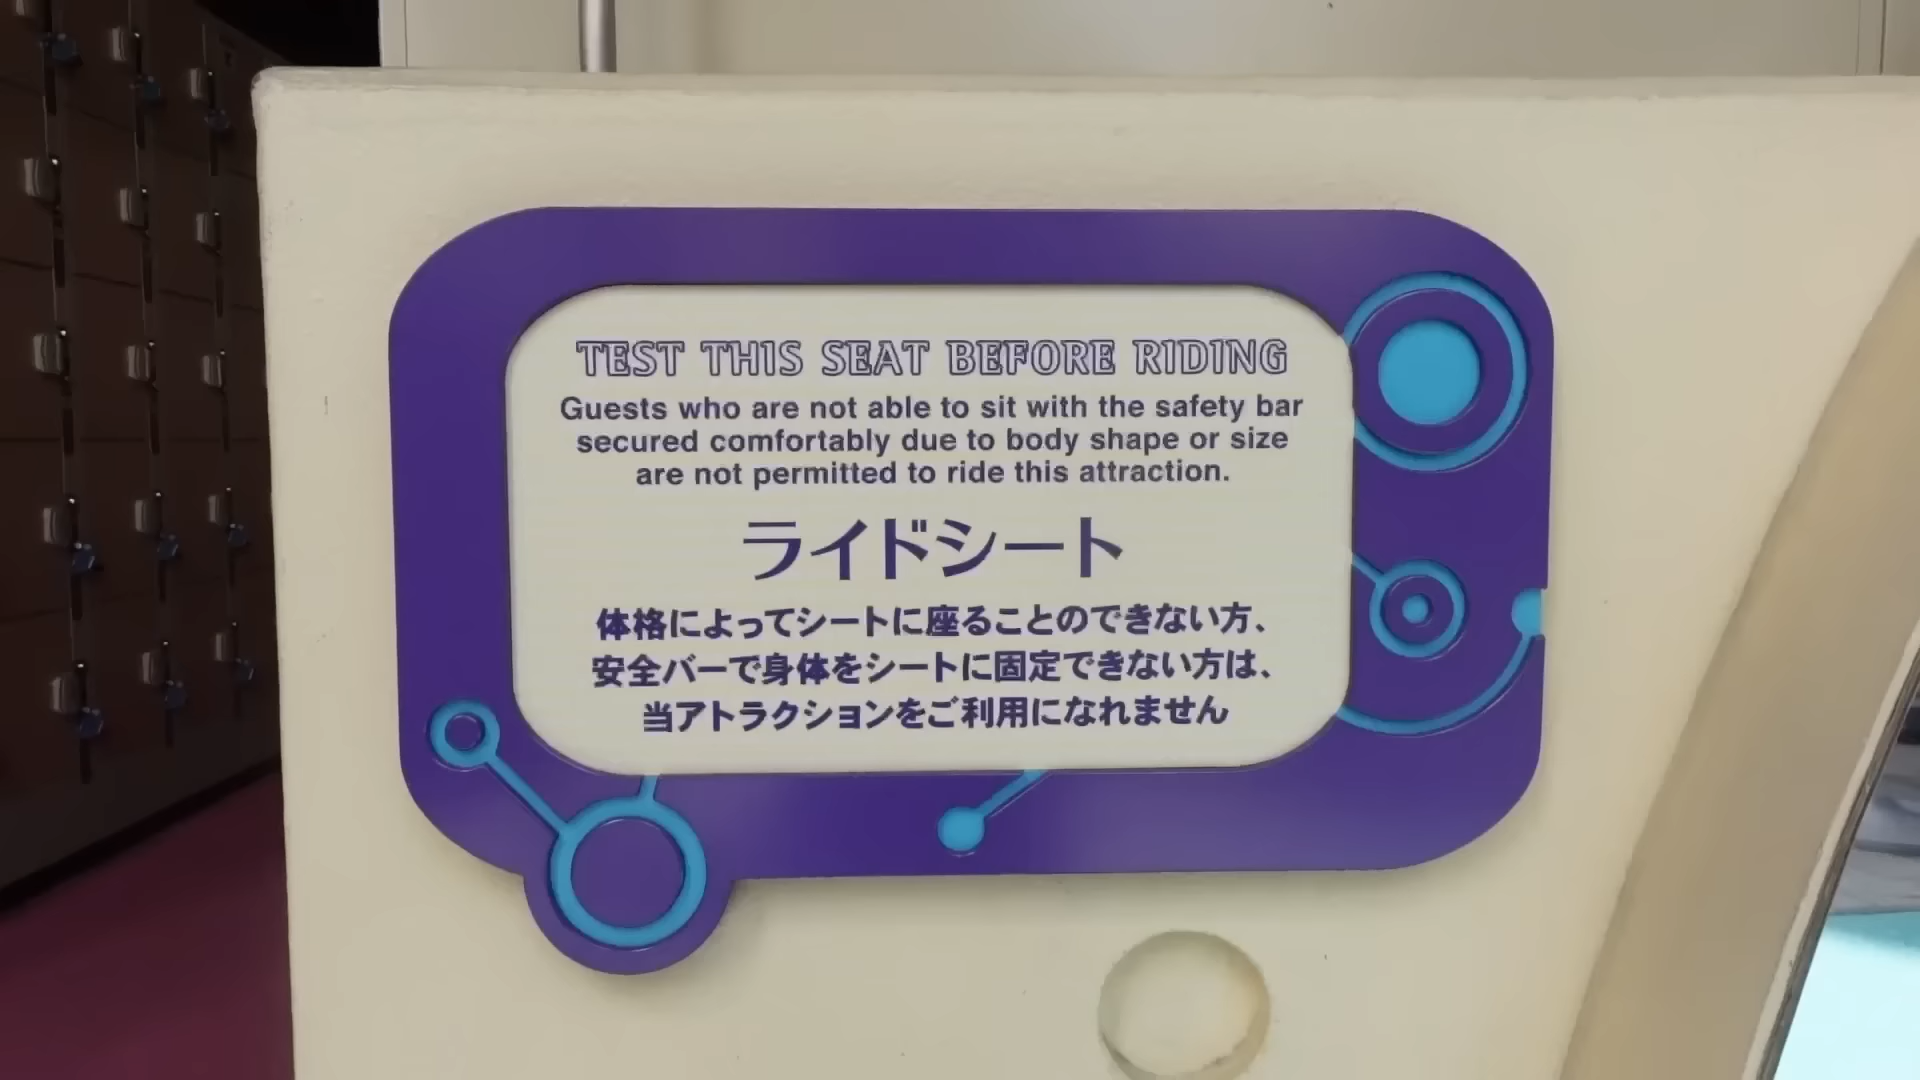 TEST THIS SEAT BEFORE RIDING
Guests who are not able to sit with the safety bar
secured comfortably due to body shape or size
are not permitted to ride this attraction.
ライドシート
体格によってシートに座ることのできない方、
安全バーで身体をシートに固定できない方は、
当アトラクションをご利用になれません